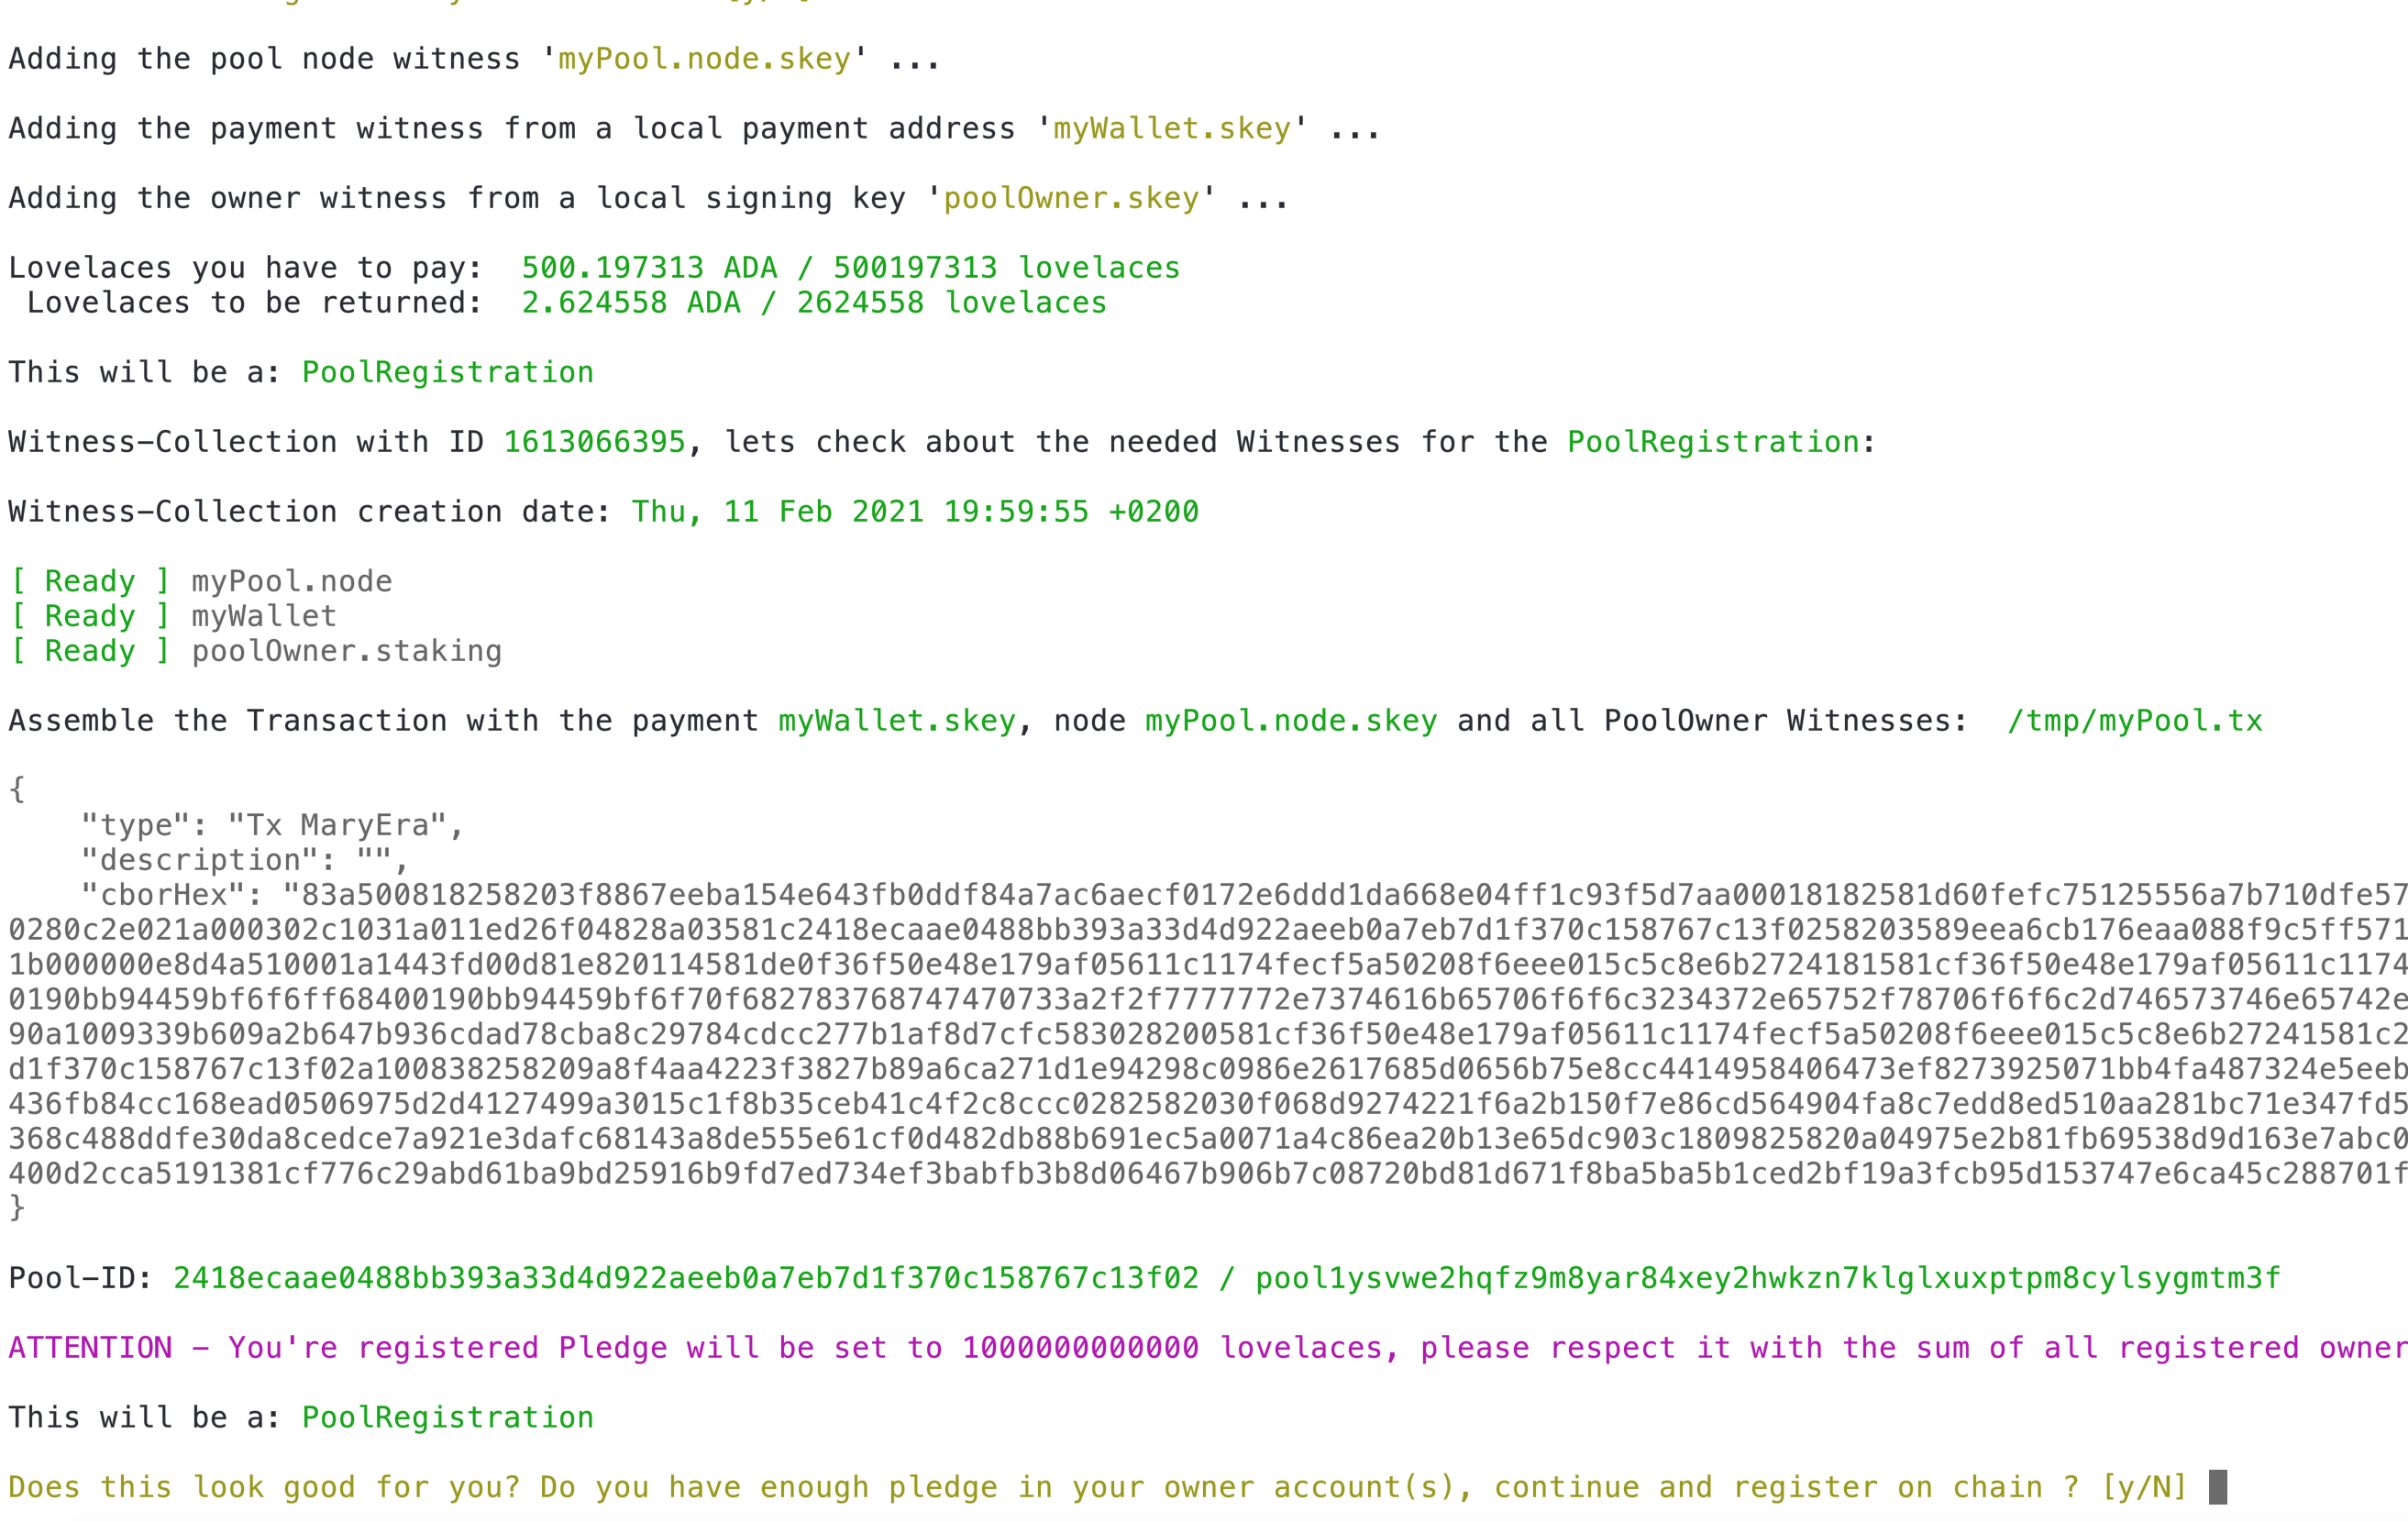 Adding the pool node witness 'myPool.node.skey' ...
Adding the payment witness from a local payment address 'myWallet.skey' ...
Adding the owner witness from a local signing key 'poolOwner.skey' ...
Lovelaces you have to pay:  500.197313 ADA / 500197313 lovelaces
 Lovelaces to be returned:  2.624558 ADA / 2624558 lovelaces
This will be a: PoolRegistration
Witness-Collection with ID 1613066395, lets check about the needed Witnesses for the PoolRegistration:
Witness-Collection creation date: Thu, 11 Feb 2021 19:59:55 +0200
[ Ready ] myPool.node
[ Ready ] myWallet
[ Ready ] poolOwner.staking
Assemble the Transaction with the payment myWallet.skey, node myPool.node.skey and all PoolOwner Witnesses:  /tmp/myPool.tx
{
    "type": "Tx MaryEra",
    "description": "",
    "cborHex": "83a500818258203f8867eeba154e643fb0ddf84a7ac6aecf0172e6ddd1da668e04ff1c93f5d7aa00018182581d60fefc75125556a7b710dfe57
0280c2e021a000302c1031a011ed26f04828a03581c2418ecaae0488bb393a33d4d922aeeb0a7eb7d1f370c158767c13f0258203589eea6cb176eaa088f9c5ff571
1b000000e8d4a510001a1443fd00d81e820114581de0f36f50e48e179af05611c1174fecf5a50208f6eee015c5c8e6b2724181581cf36f50e48e179af05611c1174
0190bb94459bf6f6ff68400190bb94459bf6f70f682783768747470733a2f2f7777772e7374616b65706f6f6c3234372e65752f78706f6f6c2d746573746e65742e
90a1009339b609a2b647b936cdad78cba8c29784cdcc277b1af8d7cfc583028200581cf36f50e48e179af05611c1174fecf5a50208f6eee015c5c8e6b27241581c2
d1f370c158767c13f02a100838258209a8f4aa4223f3827b89a6ca271d1e94298c0986e2617685d0656b75e8cc4414958406473ef8273925071bb4fa487324e5eeb
436fb84cc168ead0506975d2d4127499a3015c1f8b35ceb41c4f2c8ccc0282582030f068d9274221f6a2b150f7e86cd564904fa8c7edd8ed510aa281bc71e347fd5
368c488ddfe30da8cedce7a921e3dafc68143a8de555e61cf0d482db88b691ec5a0071a4c86ea20b13e65dc903c1809825820a04975e2b81fb69538d9d163e7abc0
400d2cca5191381cf776c29abd61ba9bd25916b9fd7ed734ef3babfb3b8d06467b906b7c08720bd81d671f8ba5ba5b1ced2bf19a3fcb95d153747e6ca45c288701f
}
Pool-ID: 2418ecaae0488bb393a33d4d922aeeb0a7eb7d1f370c158767c13f02 / pool1ysvwe2hqfz9m8yar84xey2hwkzn7klglxuxptpm8cylsygmtm3f
ATTENTION - You're registered Pledge will be set to 1000000000000 lovelaces, please respect it with the sum of all registered owner
This will be a: PoolRegistration
Does this look good for you? Do you have enough pledge in your owner account(s), continue and register on chain ? [y/N]